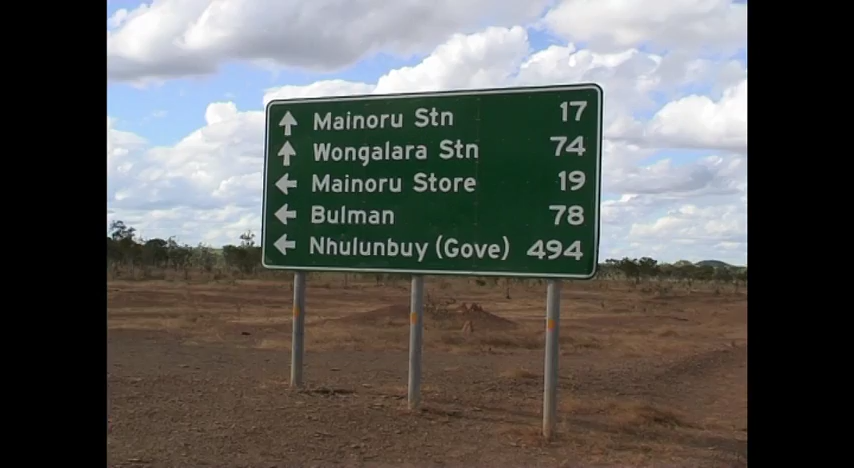 Mainoru Stn 17
Wongalara Stn 74
Mainoru Store 19
Bulman 78
Nhulunbuy (Gove) 494